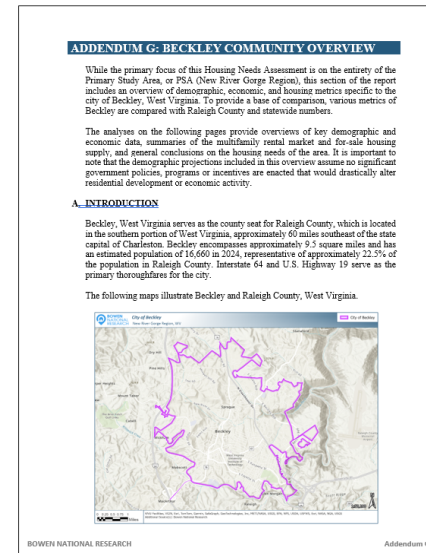 ADDENDUM G: BECKLEY COMMUNITY OVERVIEW
While the primary focus of this Housing Needs Assessment is on the entirety of the
Primary Study Area, or PSA (New River Gorge Region), this section of the report
includes an overview of demographic, economic, and housing metrics specific to the
city of Beckley, West Virginia. To provide a base of comparison, various metrics of
Beckley are compared with Raleigh County and statewide numbers.
The analyses on the following pages provide overviews of key demographic and
economic data, summaries of the multifamily rental market and for-sale housing
supply, and general conclusions on the housing needs of the area. It is important to
note that the demographic projections included in this overview assume no significant
government policies, programs or incentives are enacted that would drastically alter
residential development or economic activity.
A. INTRODUCTION
Beckley, West Virginia serves as the county seat for Raleigh County, which is located
in the southern portion of West Virginia, approximately 60 miles southeast of the state
capital of Charleston. Beckley encompasses approximately 9.5 square miles and has
an estimated population of 16,660 in 2024, representative of approximately 22.5% of
the population in Raleigh County. Interstate 64 and U.S. Highway 19 serve as the
primary thoroughfares for the city.
The following maps illustrate Beckley and Raleigh County, West Virginia.
BOWEN NATIONAL RESEARCH
City of Beckley
New River Gorge Region, WV
City of Beckley
Beckley
BOWEN NATIONAL RESEARCH
Addendum